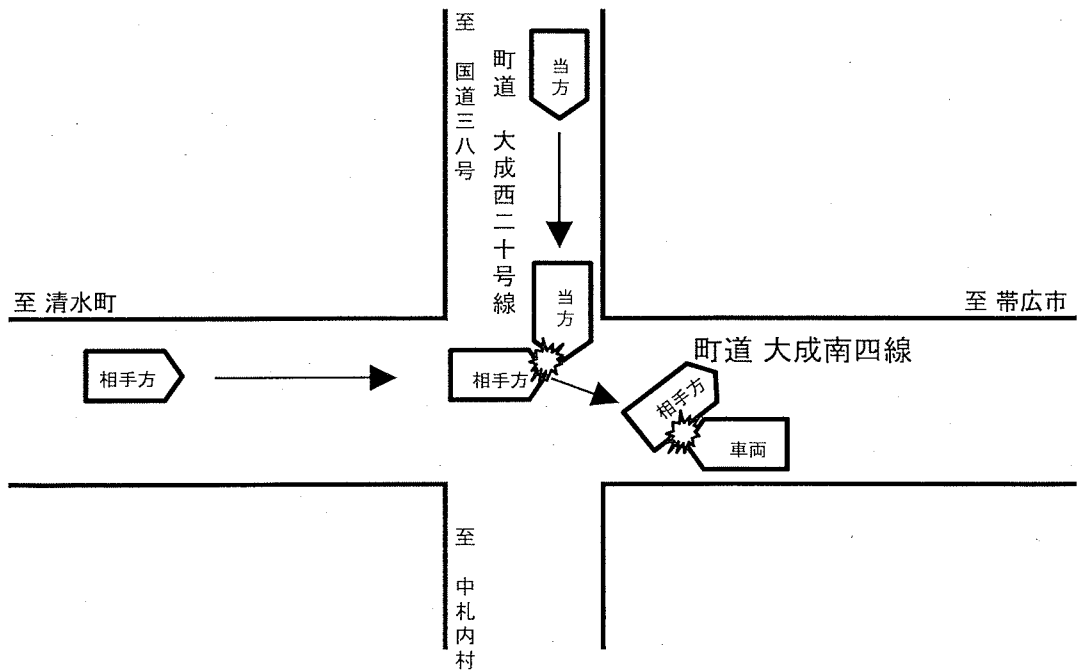 至 国道三八号
町道 大成西二十号線
当方
当方
至 清水町
至 帯広市
町道 大成南四線
相手方
相手方
相手方
車両
至 中札内村